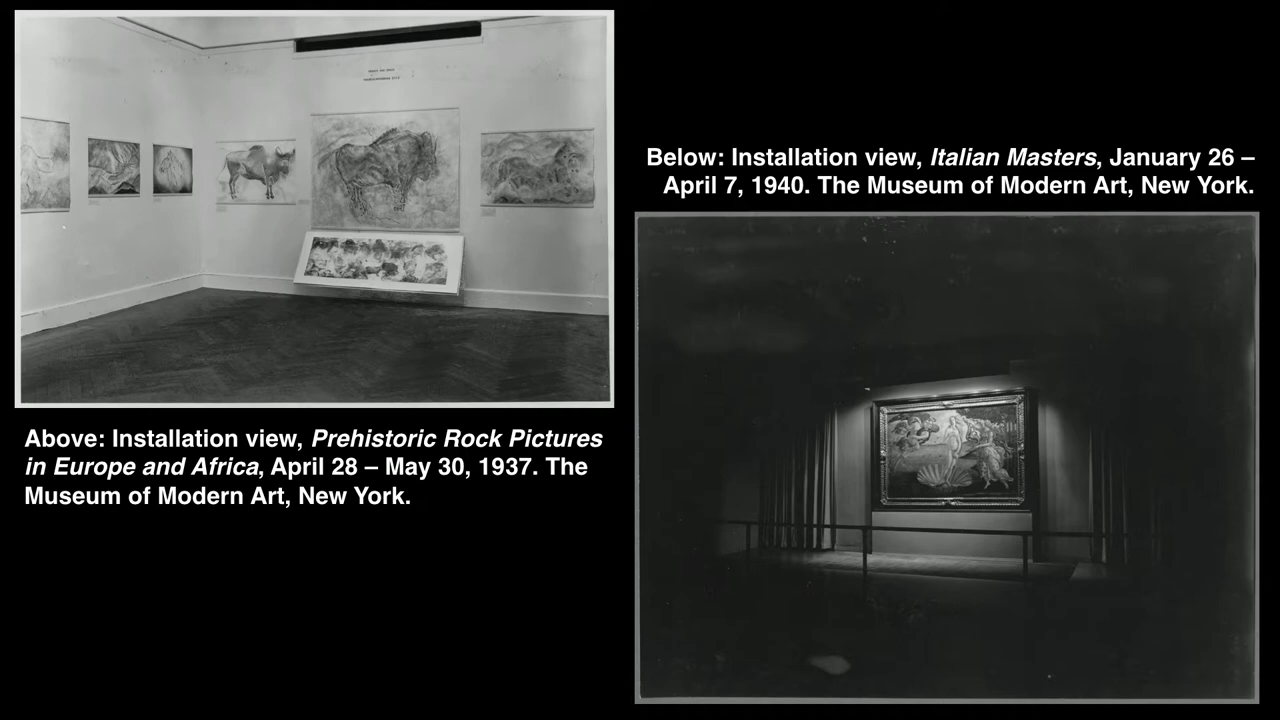 Above: Installation view, Prehistoric Rock Pictures
in Europe and Africa, April 28 – May 30, 1937. The
Museum of Modern Art, New York.
Below: Installation view, Italian Masters, January 26 –
April 7, 1940. The Museum of Modern Art, New York.